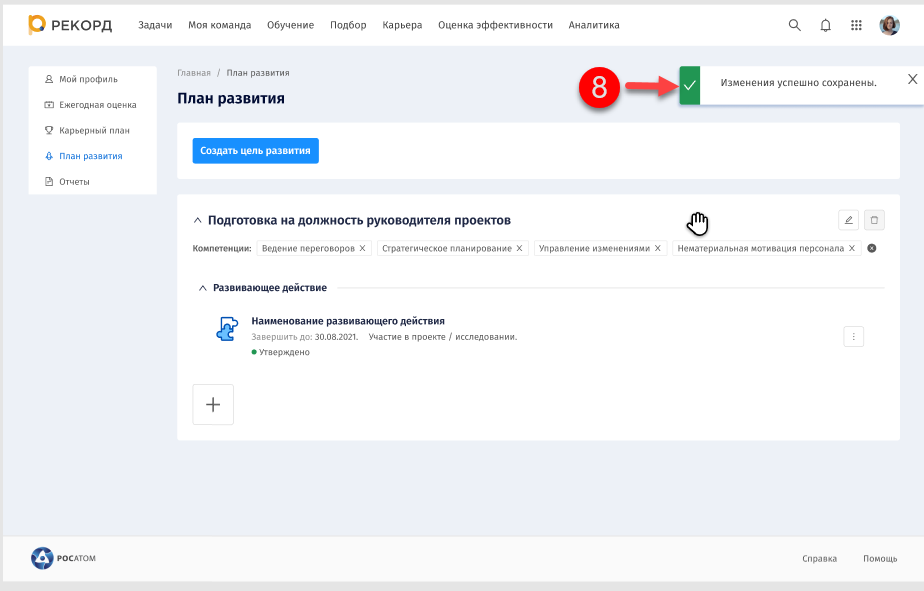 РЕКОРД Задачи Моя команда Обучение Подбор Карьера Оценка эффективности Аналитика
Мой профиль
Ежегодная оценка
Карьерный план
План развития
Отчеты
Главная / План развития
План развития
8
Изменения успешно сохранены.
Создать цель развития
Подготовка на должность руководителя проектов
Компетенции: Ведение переговоров X Стратегическое планирование X Управление изменениями X Нематериальная мотивация персонала X
Развивающее действие
Наименование развивающего действия
Завершить до: 30.08.2021. Участие в проекте / исследовании.
Утверждено
РОСАТОМ
Справка Помощь